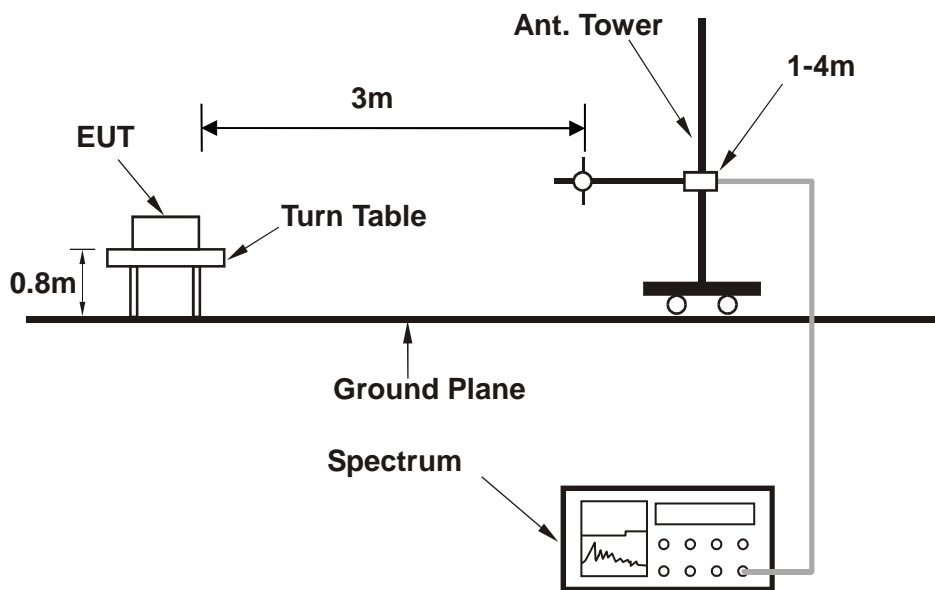 Ant. Tower
1-4m
3m
EUT
Turn Table
0.8m
Ground Plane
Spectrum